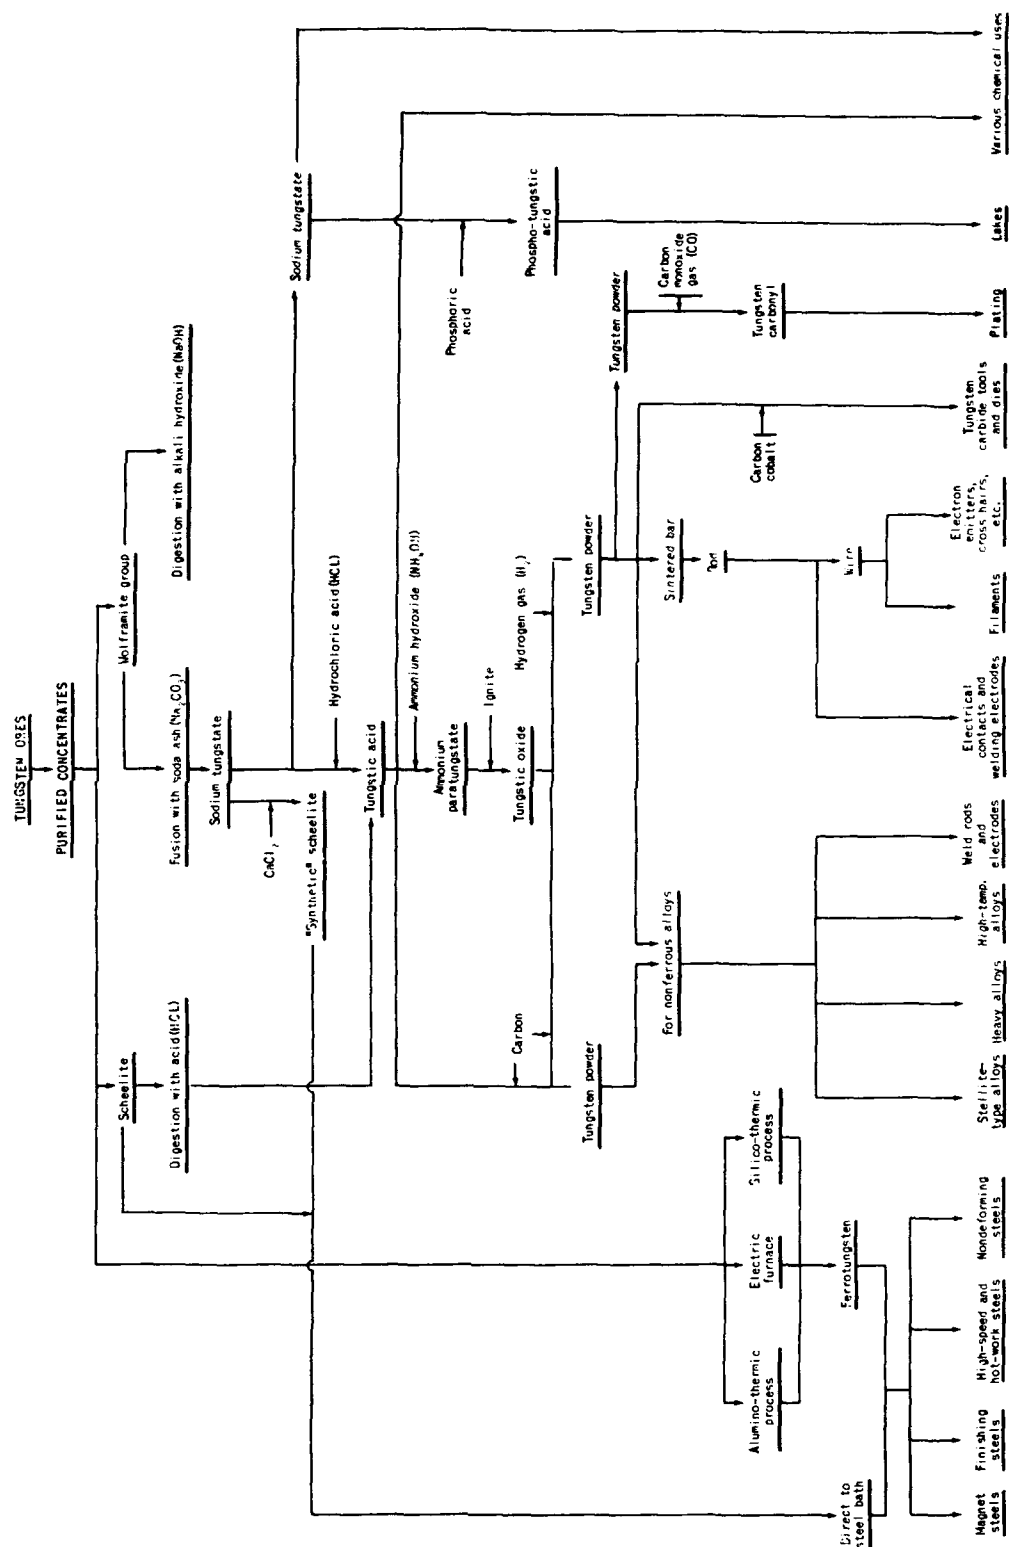 TUNGSTEN ORES
PURIFIED CONCENTRATES
Scheelite
Wolframite group
Digestion with acid(HCL)
Fusion with soda ash(Na2CO3)
Digestion with alkali hydroxide(NaOH)
Sodium tungstate
CaCl2
"Synthetic" scheelite
Sodium tungstate
Hydrochloric acid(HCL)
Tungstic acid
Ammonium hydroxide (NH4OH)
Ammonium
paratungstate
Phosphoric
acid
Ignite
Carbon
Tungstic oxide
Hydrogen gas (H2)
Phospho-tungstic
acid
Tungsten powder
Tungsten powder
Tungsten powder
For nonferrous alloys
Sintered bar
Carbon
monoxide
gas (CO)
Rod
Alumino-thermic
process
Electric
furnace
Silico-thermic
process
Carbon
cobalt
Tungsten
carbonyl
Direct to
steel bath
Ferrotungsten
Wire
Magnet
steels
Finishing
steels
High-speed and
hot-work steels
Nondeforming
steels
Stellite-
type alloys
Heavy alloys
High-temp.
alloys
Weld rods
and
electrodes
Electrical
contacts and
welding electrodes
Filaments
Electron
emitters,
cross hairs,
etc.
Tungsten
carbide tools
and dies
Plating
Lakes
Various chemical uses